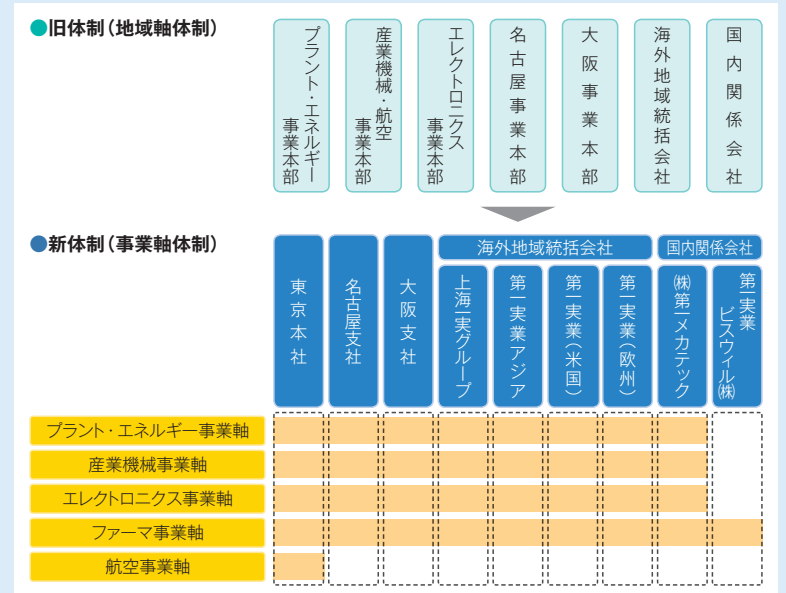 ●旧体制（地域軸体制）
プラント・エネルギー
事業本部
産業機械・航空
事業本部
エレクトロニクス
事業本部
名古屋事業本部
大阪事業本部
海外地域統括会社
国内関係会社
●新体制（事業軸体制）
東京本社
名古屋支社
大阪支社
海外地域統括会社
国内関係会社
上海一実グループ
第一実業アジア
第一実業（米国）
第一実業（欧州）
㈱第一メカテック
第一実業
ビスウィル㈱
プラント・エネルギー事業軸
産業機械事業軸
エレクトロニクス事業軸
ファーマ事業軸
航空事業軸